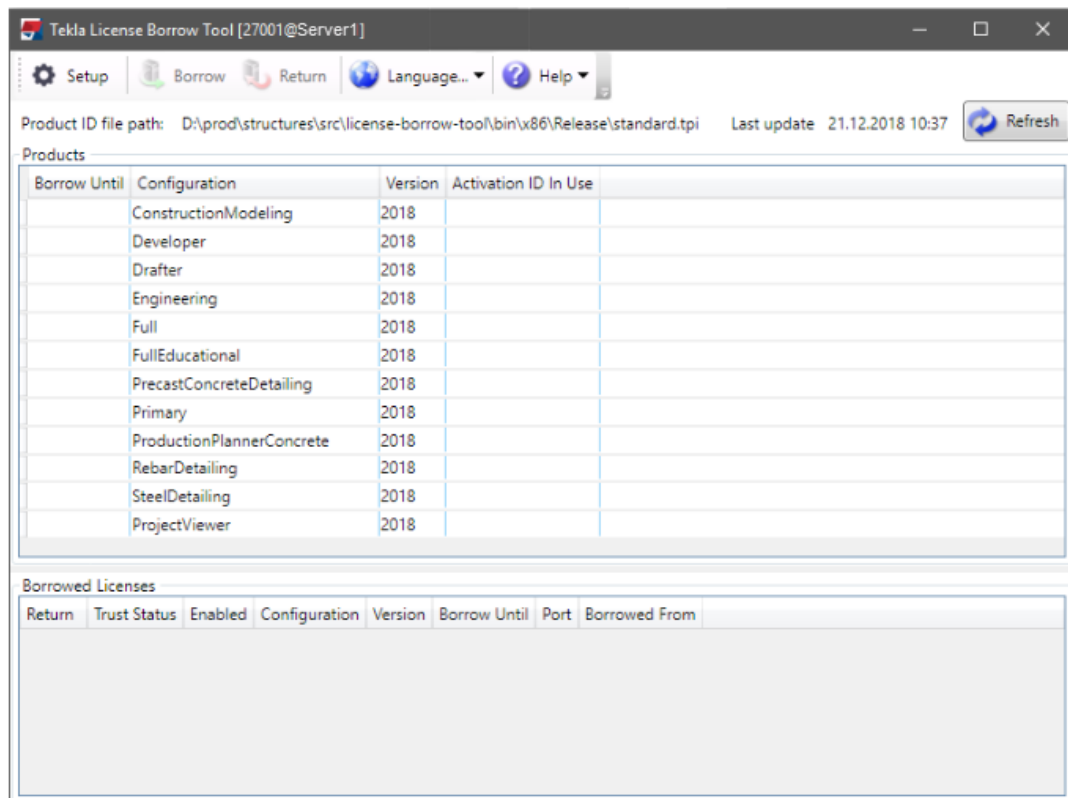 Tekla License Borrow Tool [27001@Server1]
Setup Borrow Return Language... Help
Product ID file path: D:\prod\structures\src\license-borrow-tool\bin\x86\Release\standard.tpi Last update 21.12.2018 10:37 Refresh
Products
Borrow Until Configuration Version Activation ID In Use
ConstructionModeling 2018
Developer 2018
Drafter 2018
Engineering 2018
Full 2018
FullEducational 2018
PrecastConcreteDetailing 2018
Primary 2018
ProductionPlannerConcrete 2018
RebarDetailing 2018
SteelDetailing 2018
ProjectViewer 2018
Borrowed Licenses
Return Trust Status Enabled Configuration Version Borrow Until Port Borrowed From